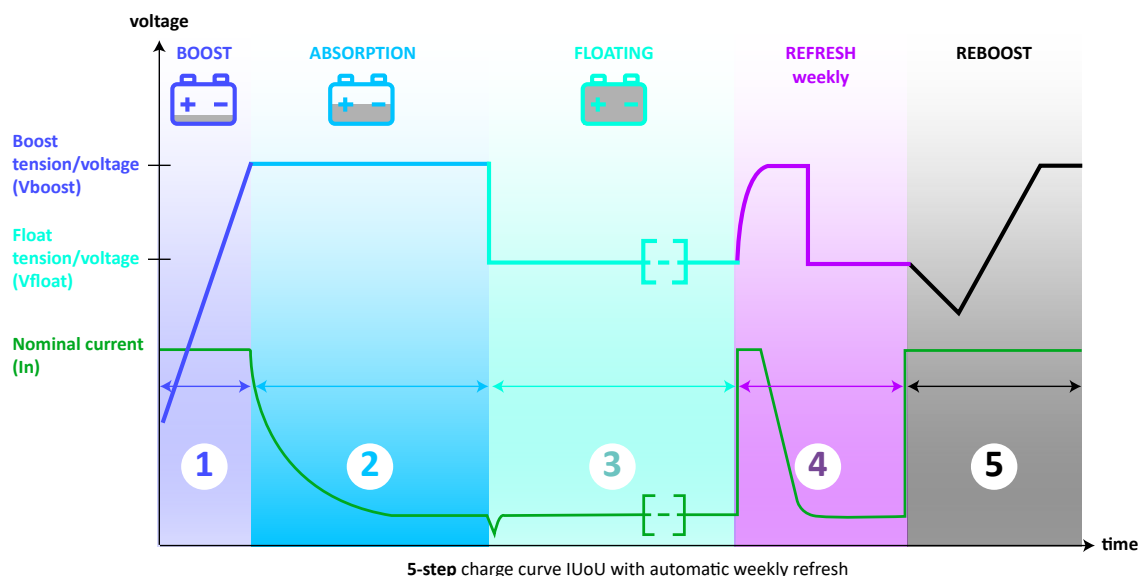 voltage
BOOST
ABSORPTION
FLOATING
REFRESH
weekly
REBOOST
Boost
tension/voltage
(Vboost)
Float
tension/voltage
(Vfloat)
Nominal current
(In)
1
2
3
4
5
time
5-step charge curve IUoU with automatic weekly refresh